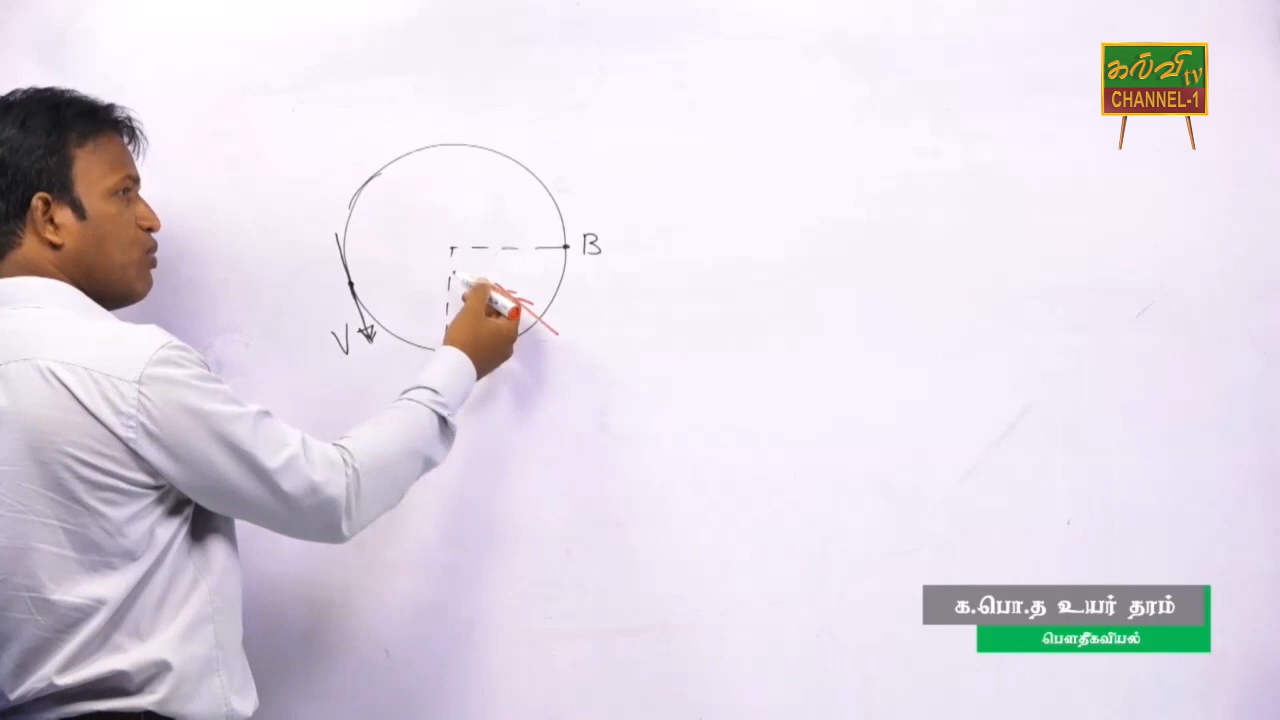 கல்வி tv
CHANNEL-1
B
V
க.பொ.த உயர் தரம்
பௌதீகவியல்